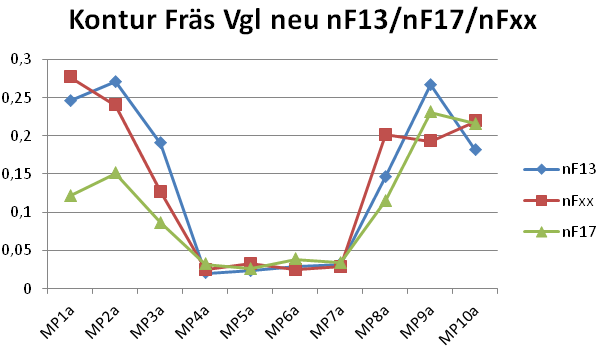 Kontur Fräs Vgl neu nF13/nF17/nFxx
0,3
0,25
0,2
0,15
0,1
0,05
0
MP1a
MP2a
MP3a
MP4a
MP5a
MP6a
MP7a
MP8a
MP9a
MP10a
nF13
nFxx
nF17